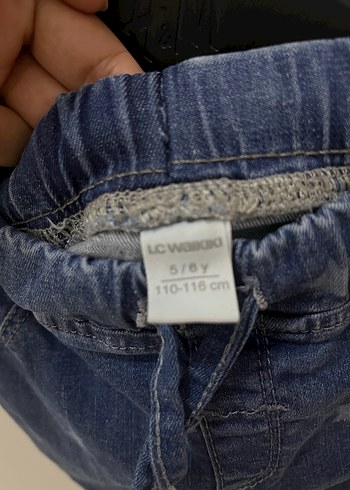 LC WAIKIKI
5 / 6 y
110-116 cm